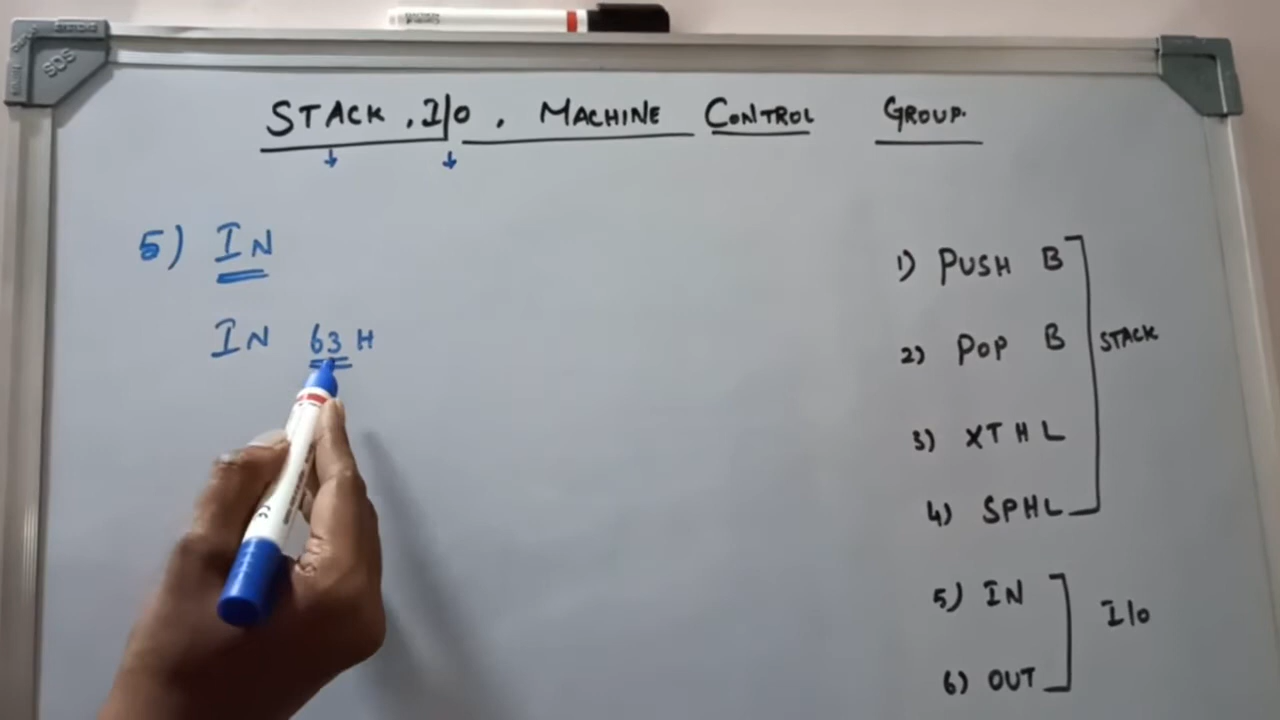 STACK, I/O, MACHINE CONTROL GROUP.
5) IN
IN 63 H
1) PUSH B
2) POP B
STACK
3) XTHL
4) SPHL
5) IN
I/O
6) OUT
SOS